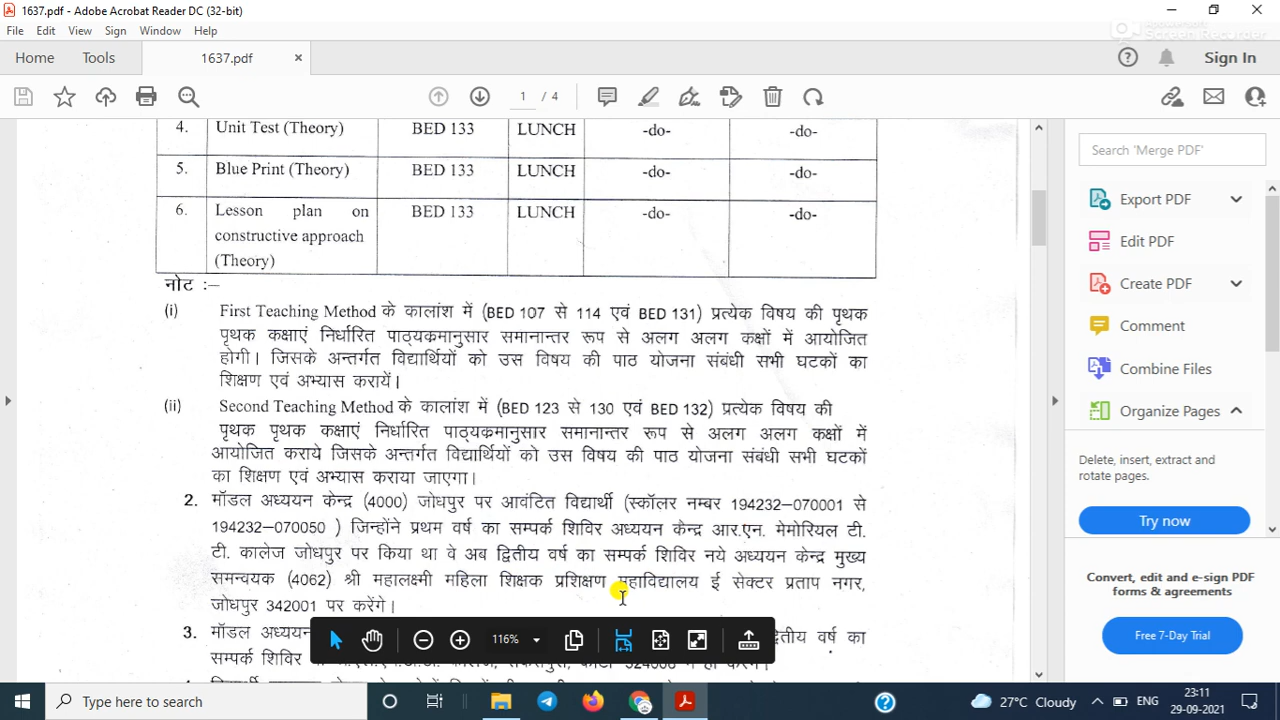 1637.pdf - Adobe Acrobat Reader DC (32-bit)
File Edit View Sign Window Help
Screen Recorder
Home Tools 1637.pdf × Sign In
1 / 4
4. Unit Test (Theory) BED 133 LUNCH -do- -do-
5. Blue Print (Theory) BED 133 LUNCH -do- -do-
6. Lesson plan on BED 133 LUNCH -do- -do-
constructive approach
(Theory)
नोट :–
(i) First Teaching Method के कालांश में (BED 107 से 114 एवं BED 131) प्रत्येक विषय की पृथक
पृथक कक्षाएं निर्धारित पाठ्यकमानुसार समानान्तर रूप से अलग अलग कक्षों में आयोजित
होगी। जिसके अन्तर्गत विद्यार्थियों को उस विषय की पाठ योजना संबंधी सभी घटकों का
शिक्षण एवं अभ्यास करायें।
(ii) Second Teaching Method के कालांश में (BED 123 से 130 एवं BED 132) प्रत्येक विषय की
पृथक पृथक कक्षाएं निर्धारित पाठ्यकमानुसार समानान्तर रूप से अलग अलग कक्षों में
आयोजित कराये जिसके अन्तर्गत विद्यार्थियों को उस विषय की पाठ योजना संबंधी सभी घटकों
का शिक्षण एवं अभ्यास कराया जाएगा।
2. मॉडल अध्ययन केन्द्र (4000) जोधपुर पर आवंटित विद्यार्थी (स्कॉलर नम्बर 194232–070001 से
194232–070050 ) जिन्होंने प्रथम वर्ष का सम्पर्क शिविर अध्ययन केन्द्र आर.एन. मेमोरियल टी.
टी. कालेज जोधपुर पर किया था वे अब द्वितीय वर्ष का सम्पर्क शिविर नये अध्ययन केन्द्र मुख्य
समन्वयक (4062) श्री महालक्ष्मी महिला शिक्षक प्रशिक्षण महाविद्यालय ई सेक्टर प्रताप नगर,
जोधपुर 342001 पर करेंगे।
3. मॉडल अध्ययन द्वितीय वर्ष का
सम्पर्क शिविर
116%
Search 'Merge PDF'
Export PDF
Edit PDF
Create PDF
Comment
Combine Files
Organize Pages
Delete, insert, extract and
rotate pages.
Try now
Convert, edit and e-sign PDF
forms & agreements
Free 7-Day Trial
Type here to search
27°C Cloudy
ENG
23:11
29-09-2021